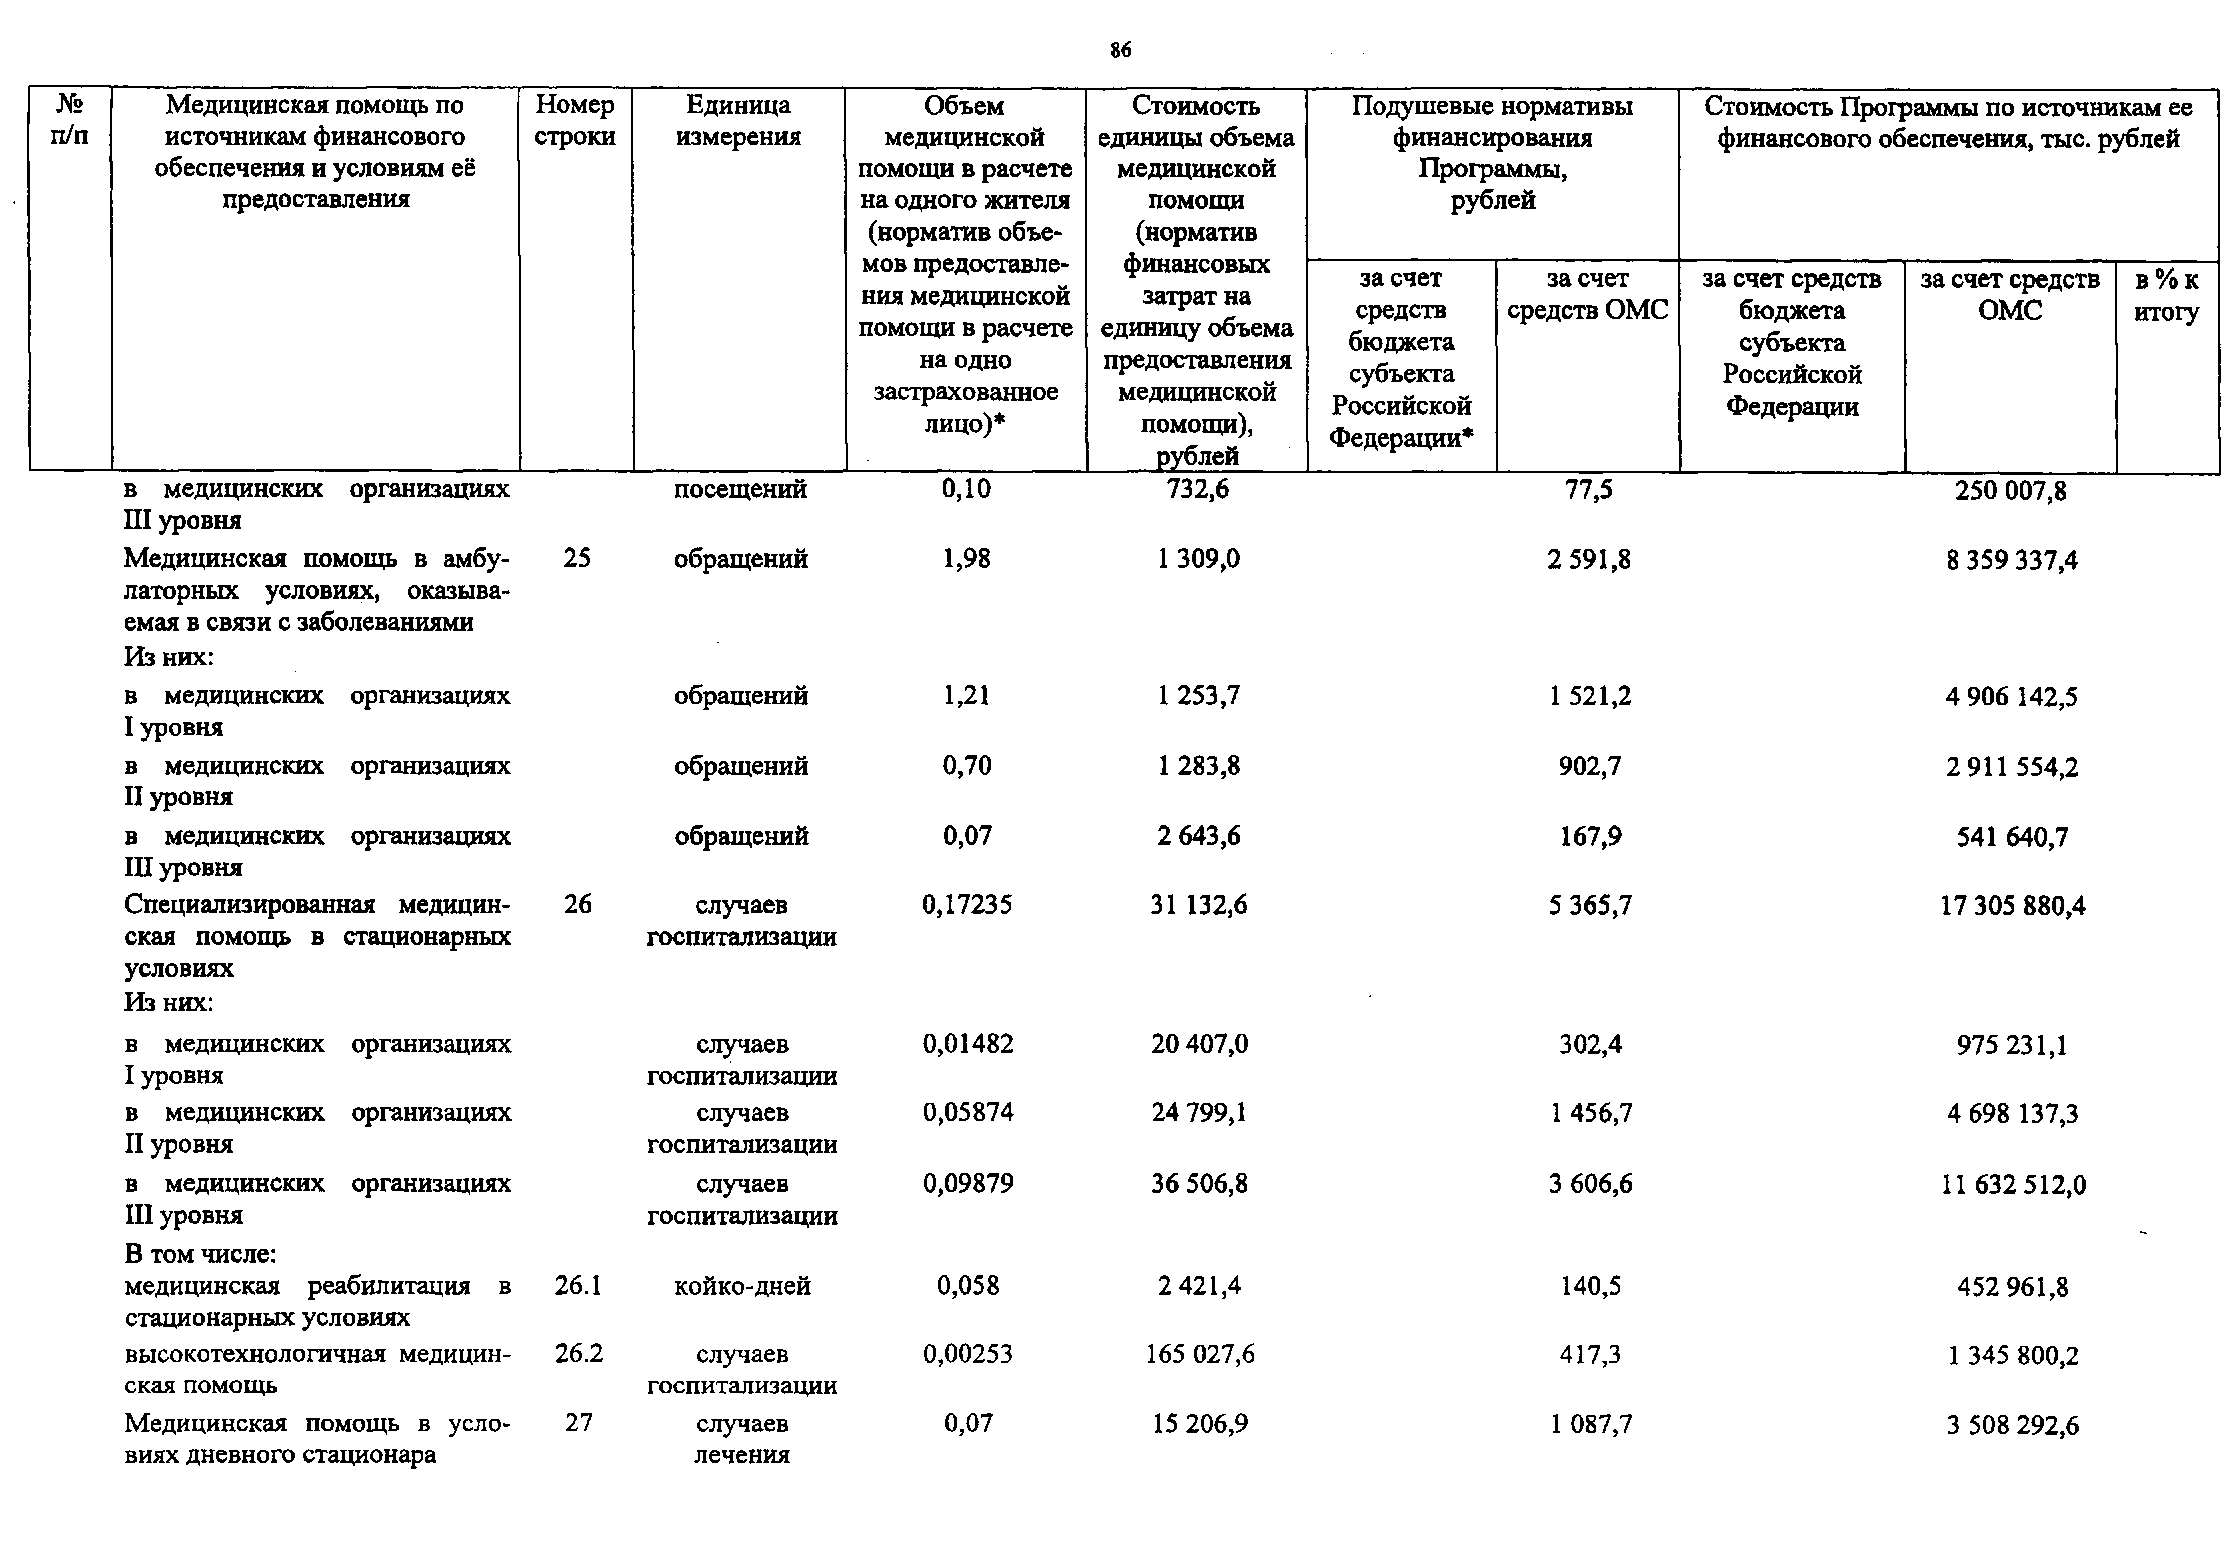 86
№
п/п
Медицинская помощь по
источникам финансового
обеспечения и условиям её
предоставления
Номер
строки
Единица
измерения
Объем
медицинской
помощи в расчете
на одного жителя
(норматив объе-
мов предоставле-
ния медицинской
помощи в расчете
на одно
застрахованное
лицо)*
Стоимость
единицы объема
медицинской
помощи
(норматив
финансовых
затрат на
единицу объема
предоставления
медицинской
помощи),
рублей
Подушевые нормативы
финансирования
Программы,
рублей
за счет
средств
бюджета
субъекта
Российской
Федерации*
за счет
средств ОМС
Стоимость Программы по источникам ее
финансового обеспечения, тыс. рублей
за счет средств
бюджета
субъекта
Российской
Федерации
за счет средств
ОМС
в % к
итогу
в медицинских организациях посещений 0,10 732,6 77,5 250 007,8
III уровня
Медицинская помощь в амбу- 25 обращений 1,98 1 309,0 2 591,8 8 359 337,4
латорных условиях, оказыва-
емая в связи с заболеваниями
Из них:
в медицинских организациях обращений 1,21 1 253,7 1 521,2 4 906 142,5
I уровня
в медицинских организациях обращений 0,70 1 283,8 902,7 2 911 554,2
II уровня
в медицинских организациях обращений 0,07 2 643,6 167,9 541 640,7
III уровня
Специализированная медицин- 26 случаев 0,17235 31 132,6 5 365,7 17 305 880,4
ская помощь в стационарных госпитализации
условиях
Из них:
в медицинских организациях случаев 0,01482 20 407,0 302,4 975 231,1
I уровня госпитализации
в медицинских организациях случаев 0,05874 24 799,1 1 456,7 4 698 137,3
II уровня госпитализации
в медицинских организациях случаев 0,09879 36 506,8 3 606,6 11 632 512,0
III уровня госпитализации
В том числе:
медицинская реабилитация в 26.1 койко-дней 0,058 2 421,4 140,5 452 961,8
стационарных условиях
высокотехнологичная медицин- 26.2 случаев 0,00253 165 027,6 417,3 1 345 800,2
ская помощь госпитализации
Медицинская помощь в усло- 27 случаев 0,07 15 206,9 1 087,7 3 508 292,6
виях дневного стационара лечения